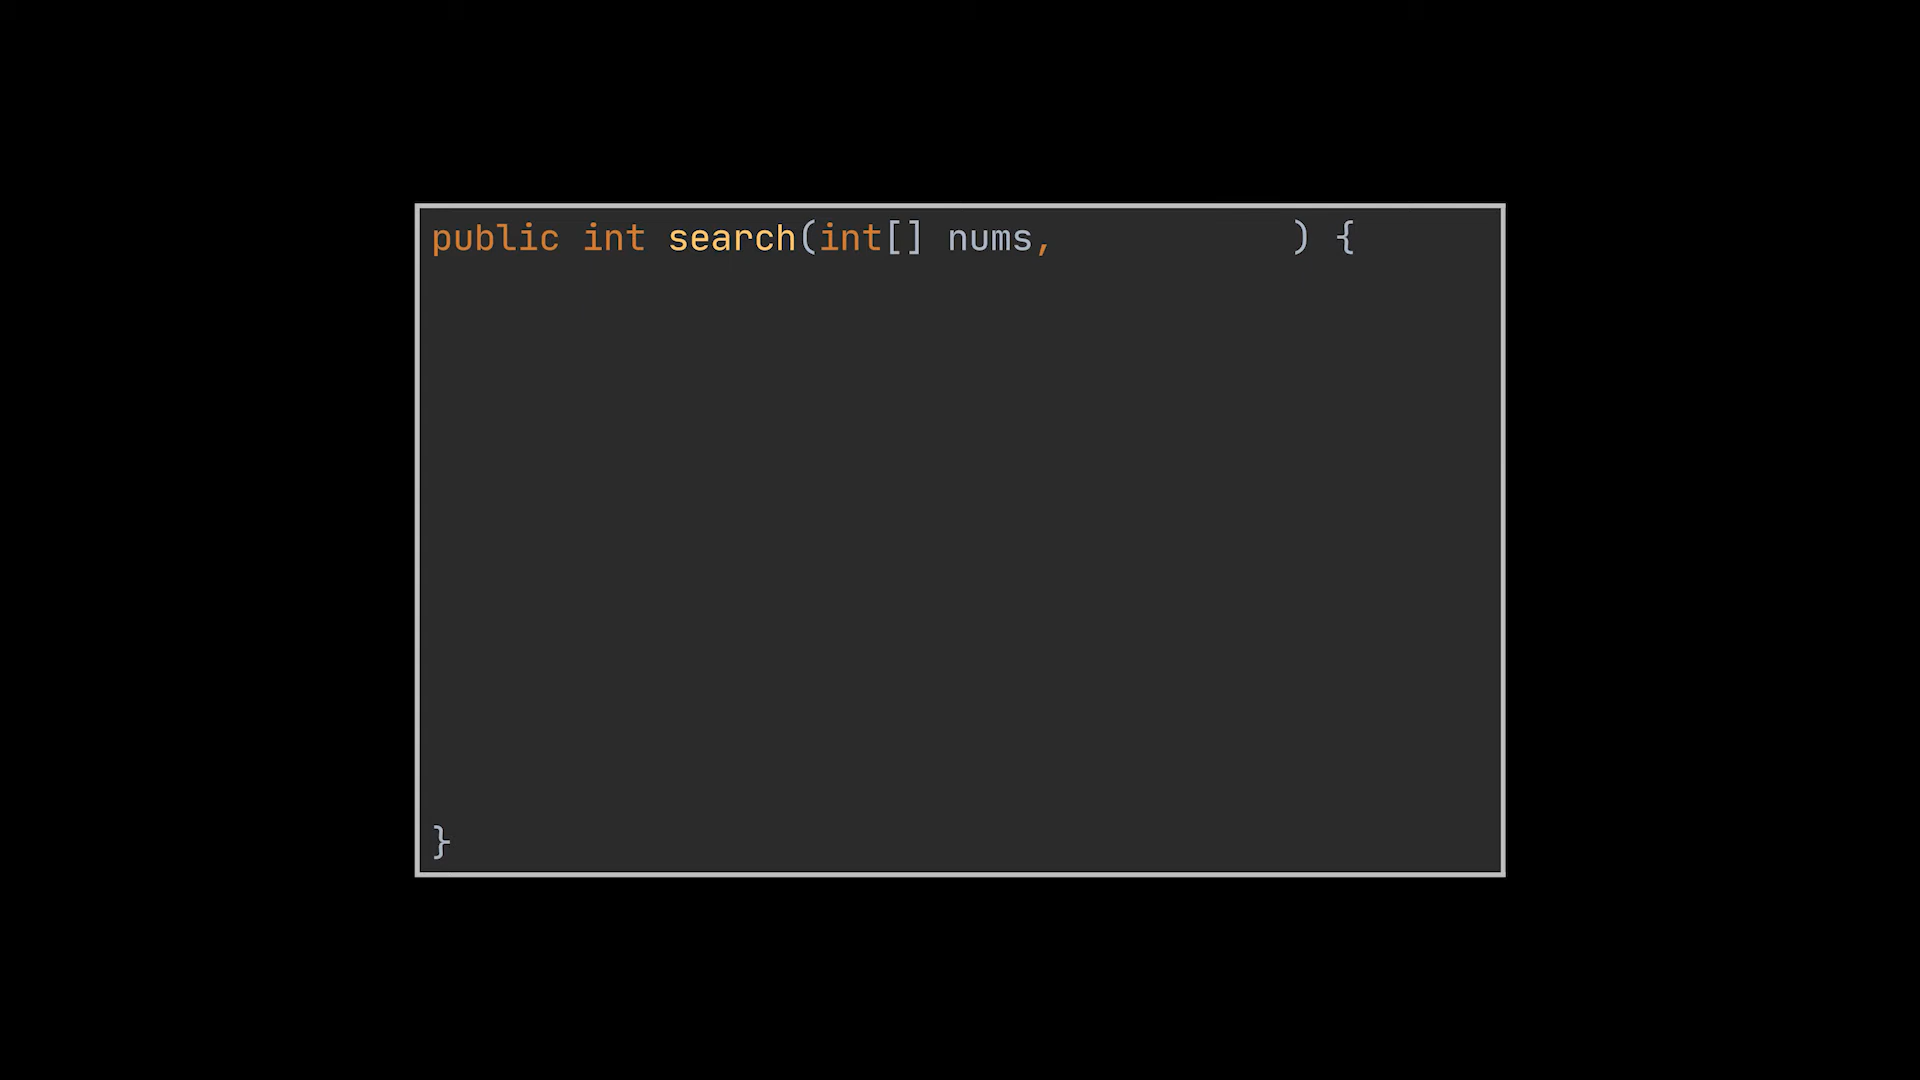 public int search(int[] nums,           ) {
}